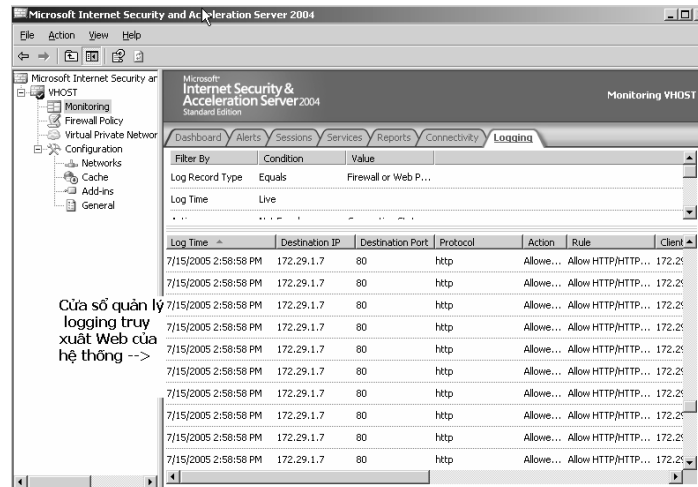 Microsoft Internet Security and Acceleration Server 2004
File Action View Help
Microsoft Internet Security ar
VHOST
Monitoring
Firewall Policy
Virtual Private Networ
Configuration
Networks
Cache
Add-ins
General
Microsoft
Internet Security &
Acceleration Server 2004
Standard Edition
Monitoring VHOST
Dashboard Alerts Sessions Services Reports Connectivity Logging
Filter By Condition Value
Log Record Type Equals Firewall or Web P...
Log Time Live
Log Time Destination IP Destination Port Protocol Action Rule Client
7/15/2005 2:58:58 PM 172.29.1.7 80 http Allowe... Allow HTTP/HTTP... 172.29
7/15/2005 2:58:58 PM 172.29.1.7 80 http Allowe... Allow HTTP/HTTP... 172.29
7/15/2005 2:58:58 PM 172.29.1.7 80 http Allowe... Allow HTTP/HTTP... 172.29
7/15/2005 2:58:58 PM 172.29.1.7 80 http Allowe... Allow HTTP/HTTP... 172.29
7/15/2005 2:58:58 PM 172.29.1.7 80 http Allowe... Allow HTTP/HTTP... 172.29
7/15/2005 2:58:58 PM 172.29.1.7 80 http Allowe... Allow HTTP/HTTP... 172.29
7/15/2005 2:58:58 PM 172.29.1.7 80 http Allowe... Allow HTTP/HTTP... 172.29
7/15/2005 2:58:58 PM 172.29.1.7 80 http Allowe... Allow HTTP/HTTP... 172.29
7/15/2005 2:58:58 PM 172.29.1.7 80 http Allowe... Allow HTTP/HTTP... 172.29
7/15/2005 2:58:58 PM 172.29.1.7 80 http Allowe... Allow HTTP/HTTP... 172.29
Cửa sổ quản lý
logging truy
xuất Web của
hệ thống -->